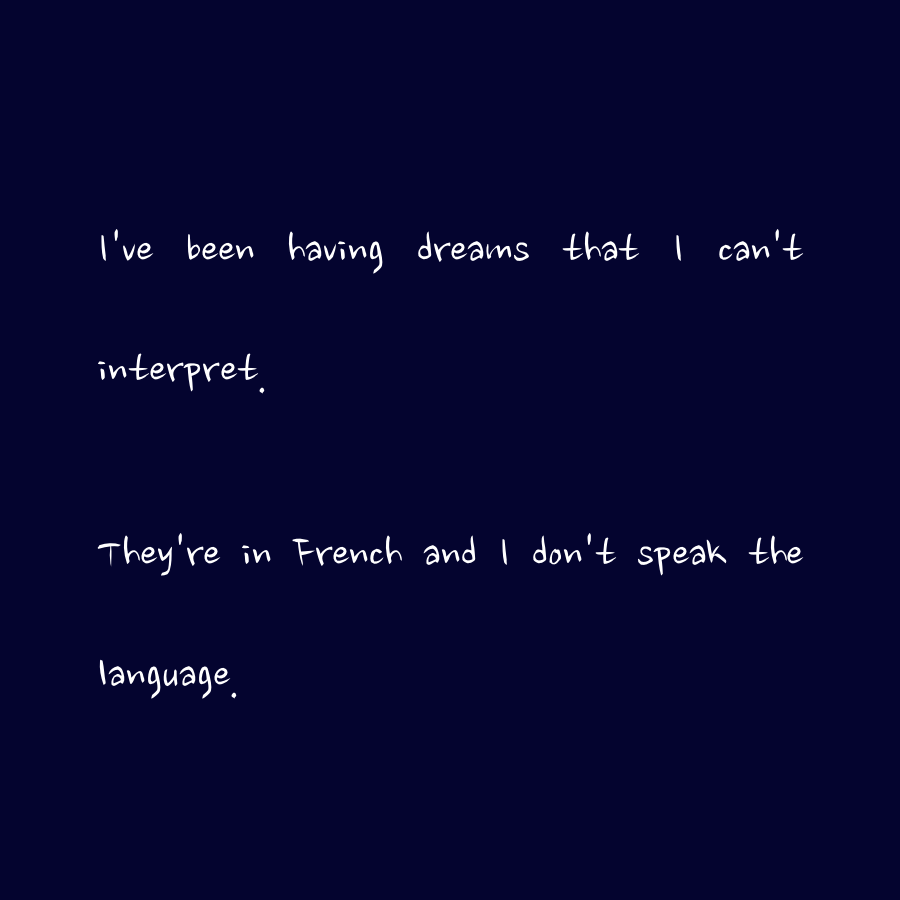 I've been having dreams that I can't
interpret.
They're in French and I don't speak the
language.